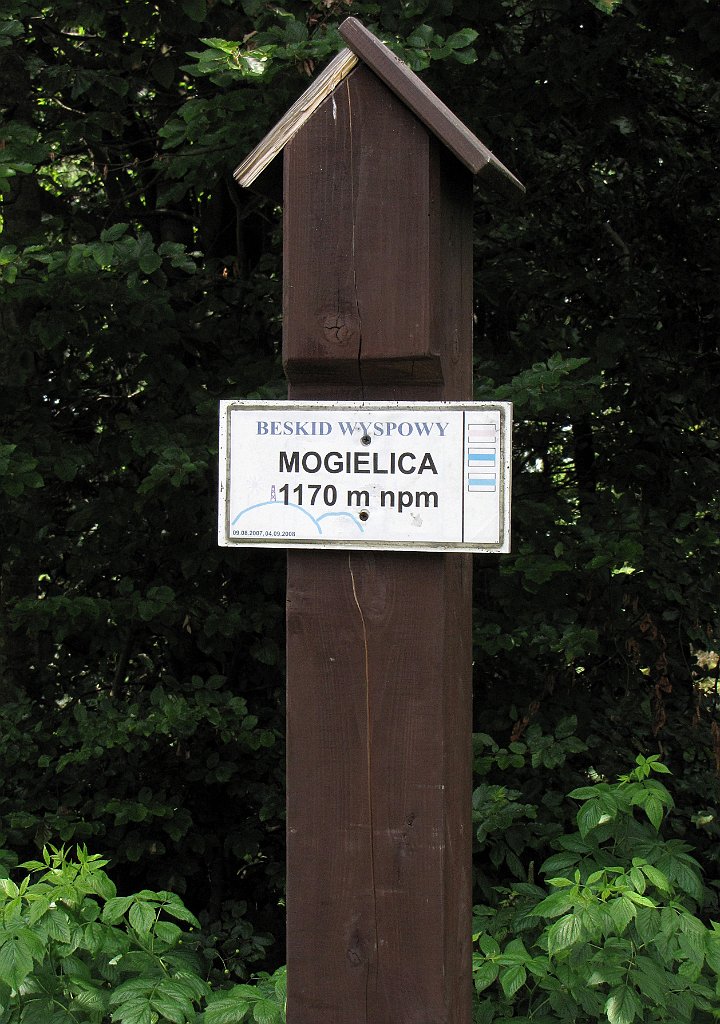 BESKID WYSPOWY
MOGIELICA
1170 m npm
09.08.2007, 04.09.2008